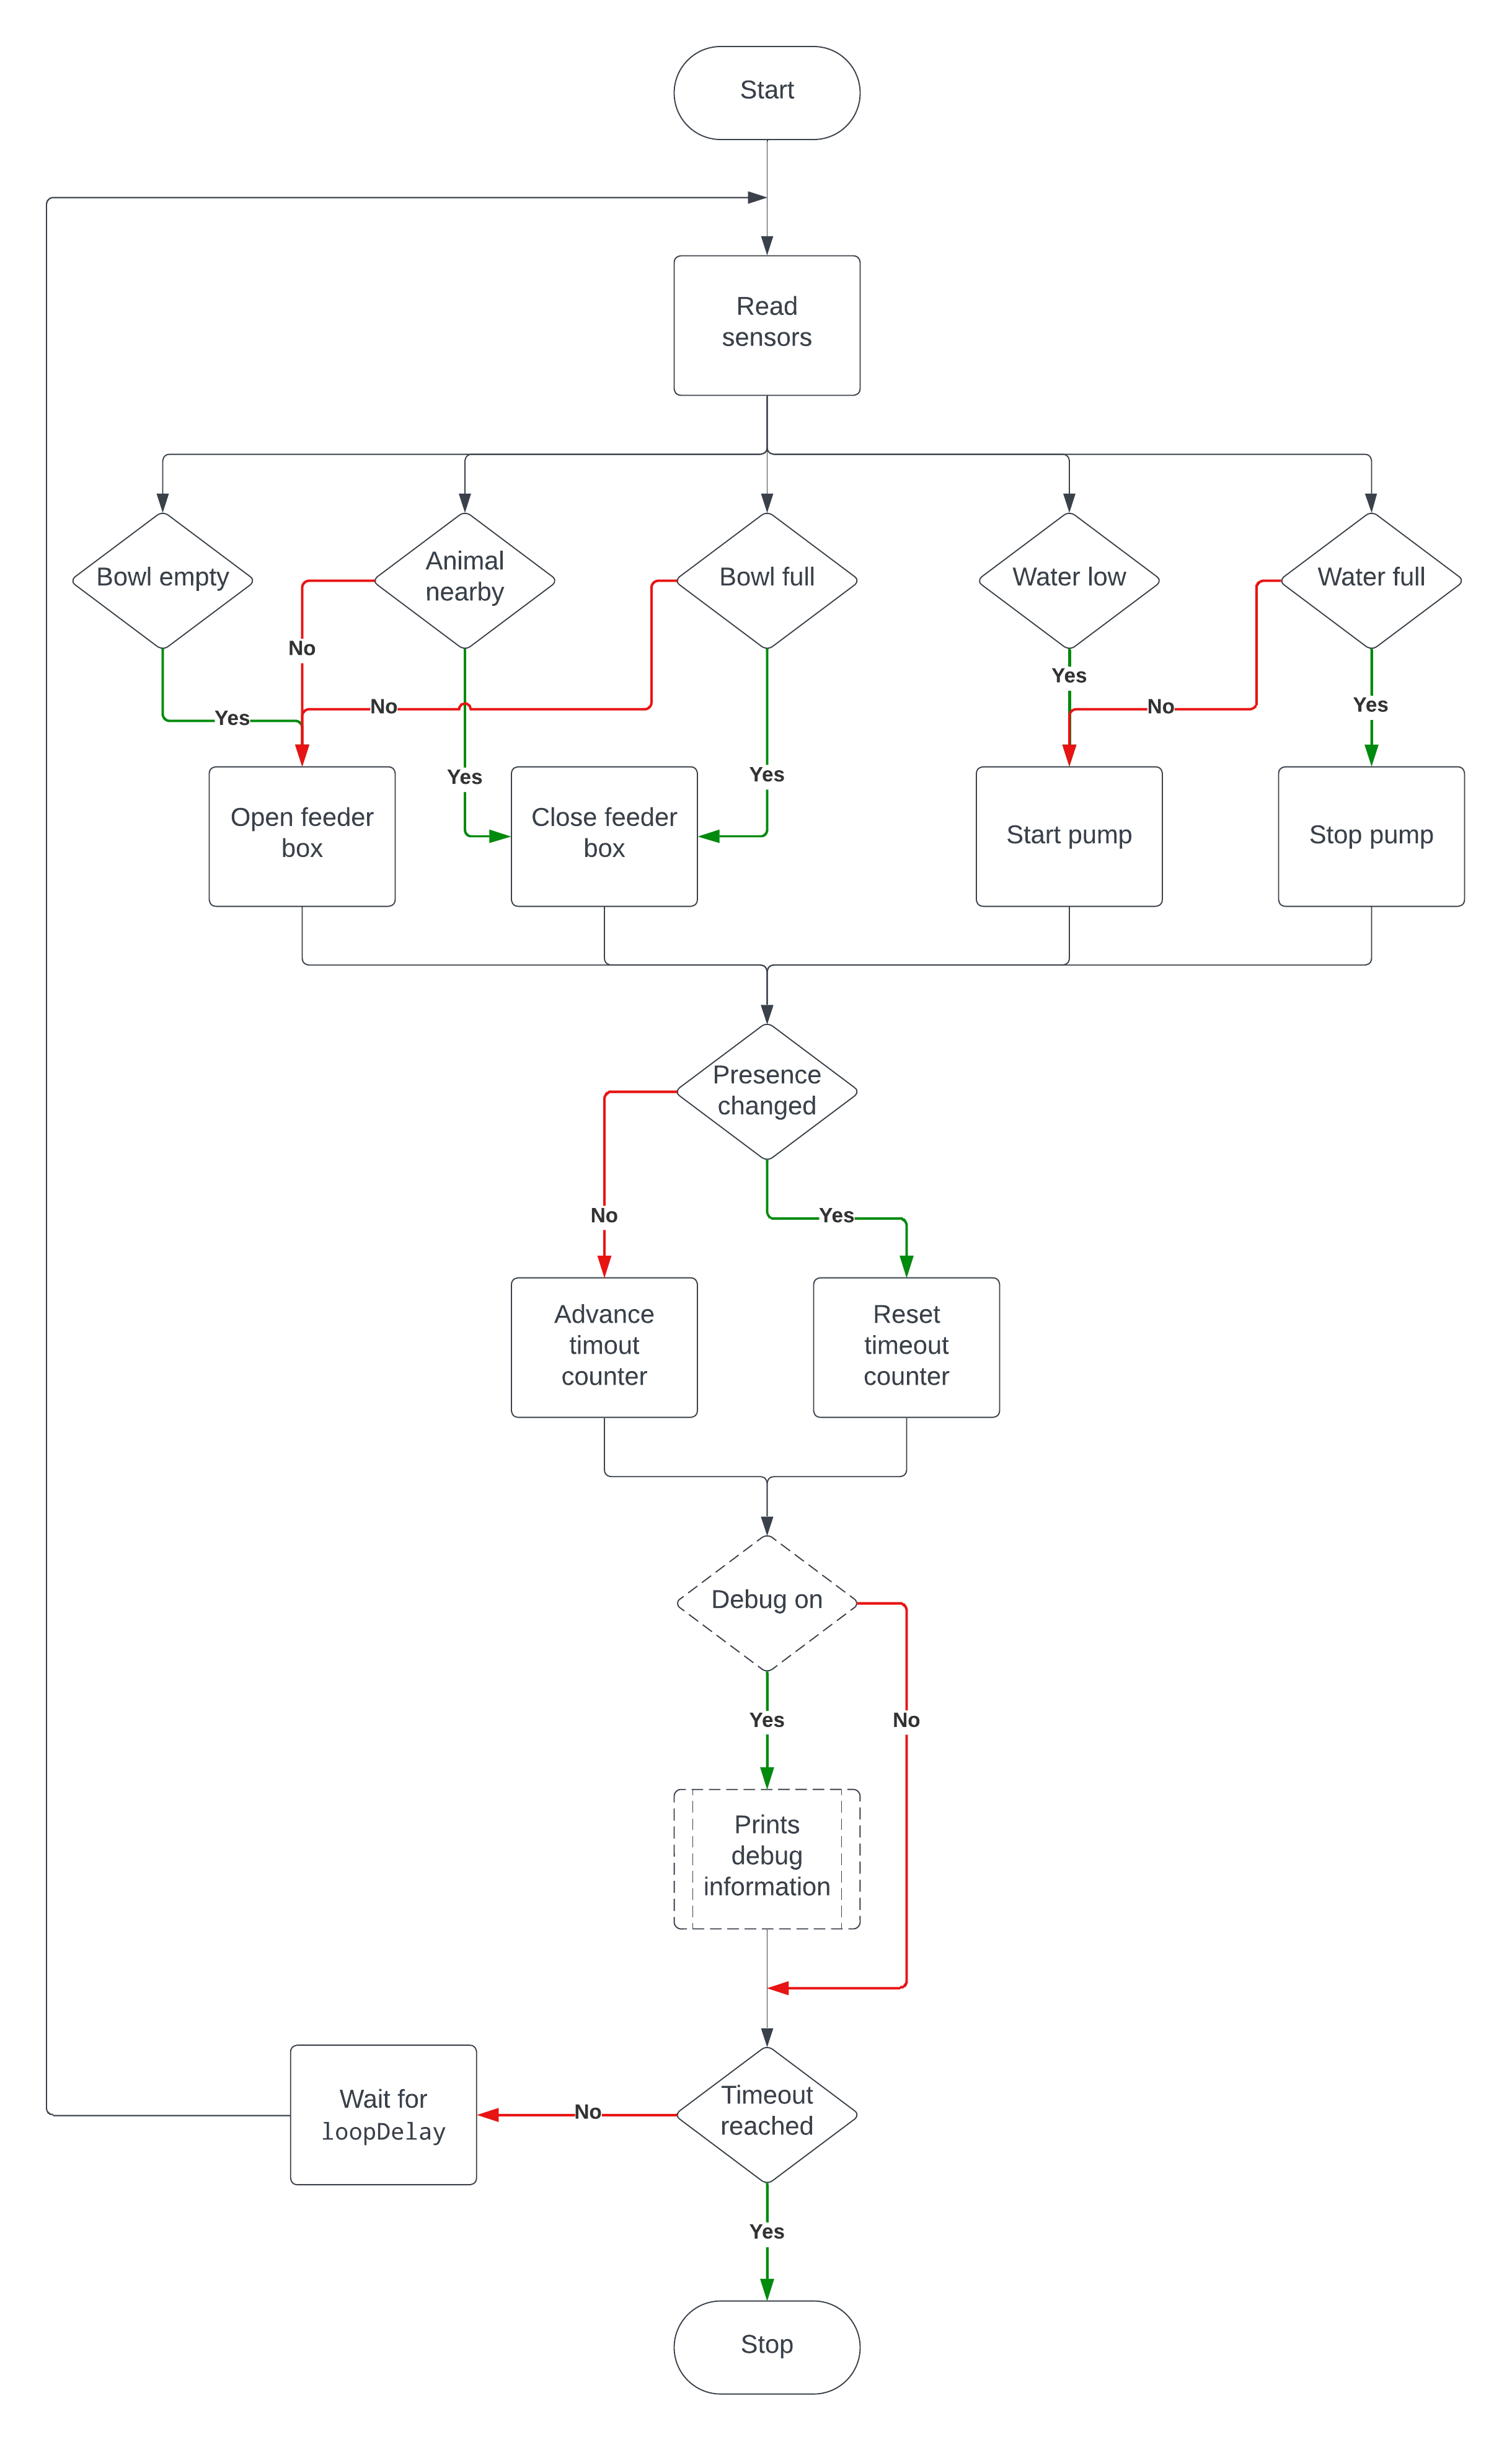 Start
Read
sensors
Bowl empty
Animal
nearby
Bowl full
Water low
Water full
No
Yes
No
Yes
No
Yes
Yes
Yes
Open feeder
box
Close feeder
box
Start pump
Stop pump
Presence
changed
No
Yes
Advance
timout
counter
Reset
timeout
counter
Debug on
Yes
No
Prints
debug
information
Wait for
loopDelay
No
Timeout
reached
Yes
Stop